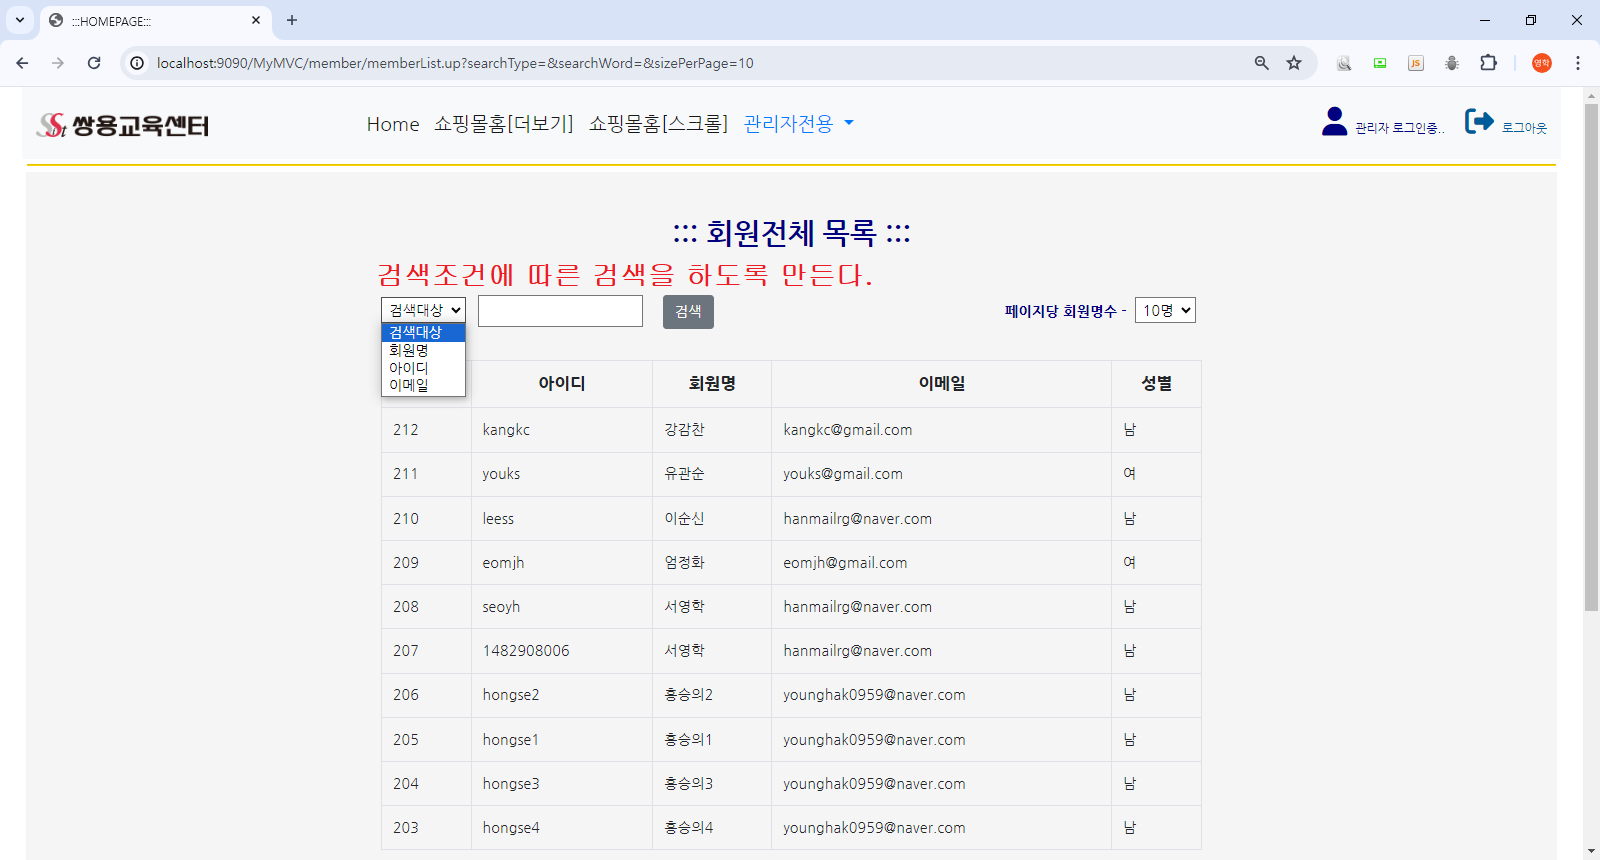 :::HOMEPAGE:::
localhost:9090/MyMVC/member/memberList.up?searchType=&searchWord=&sizePerPage=10
JS
영학
Sist 쌍용교육센터
Home 쇼핑몰홈[더보기] 쇼핑몰홈[스크롤] 관리자전용
관리자 로그인중.. 로그아웃
::: 회원전체 목록 :::
검색조건에 따른 검색을 하도록 만든다.
검색대상 검색 페이지당 회원명수 - 10명
검색대상
회원명
아이디
이메일
아이디 회원명 이메일 성별
212 kangkc 강감찬 kangkc@gmail.com 남
211 youks 유관순 youks@gmail.com 여
210 leess 이순신 hanmailrg@naver.com 남
209 eomjh 엄정화 eomjh@gmail.com 여
208 seoyh 서영학 hanmailrg@naver.com 남
207 1482908006 서영학 hanmailrg@naver.com 남
206 hongse2 홍승의2 younghak0959@naver.com 남
205 hongse1 홍승의1 younghak0959@naver.com 남
204 hongse3 홍승의3 younghak0959@naver.com 남
203 hongse4 홍승의4 younghak0959@naver.com 남